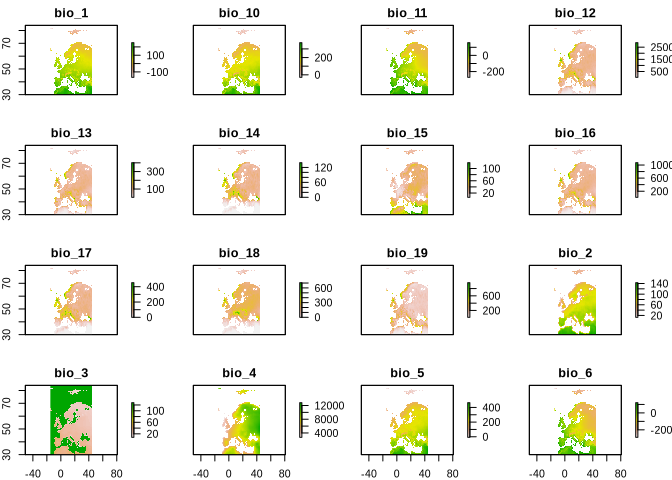 bio_1 bio_10 bio_11 bio_12
70 100 200 0 2500
50 -100 0 -200 1500
30 500
bio_13 bio_14 bio_15 bio_16
70 300 120 100 1000
50 100 60 60 600
30 0 20 200
bio_17 bio_18 bio_19 bio_2
70 400 600 600 140
50 200 300 200 100
30 0 0 60
20
bio_3 bio_4 bio_5 bio_6
70 100 12000 400 0
50 60 8000 200 -200
30 20 4000 0
-40 0 40 80 -40 0 40 80 -40 0 40 80 -40 0 40 80